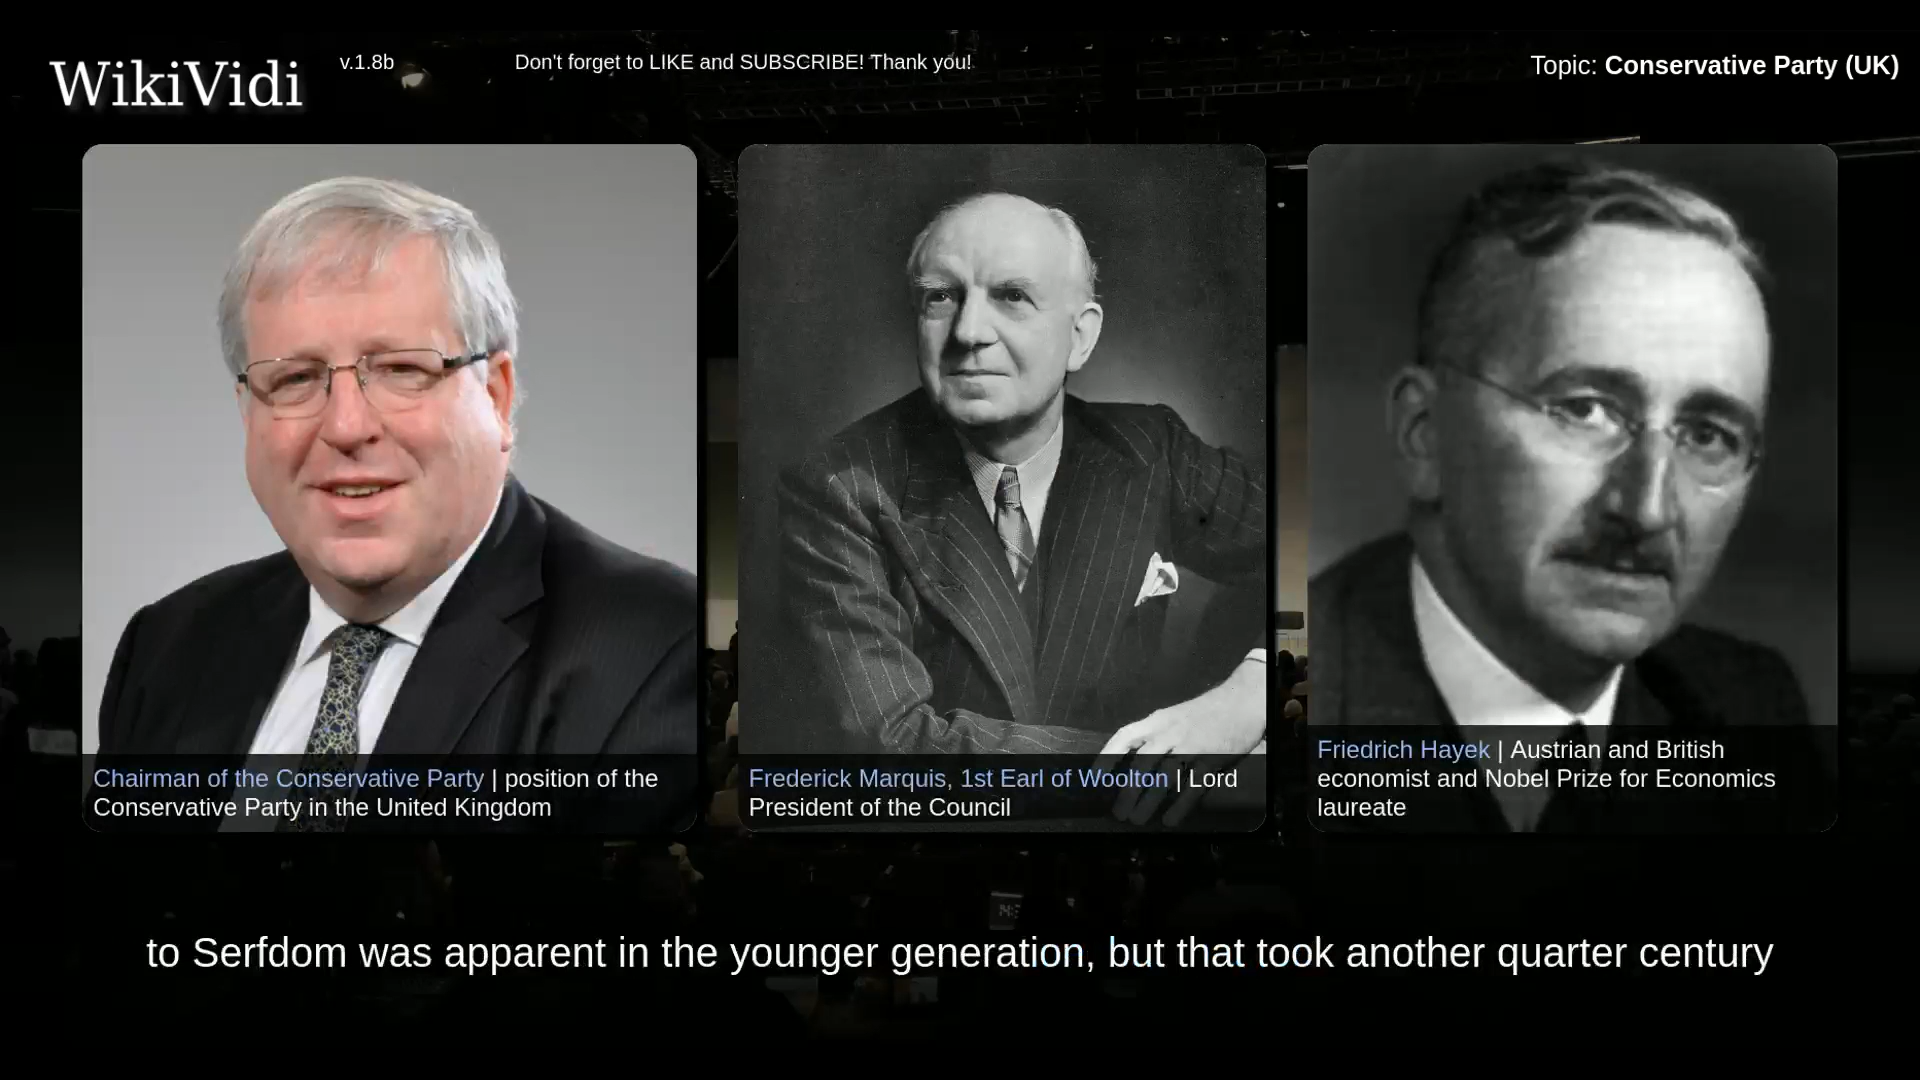 WikiVidi
v.1.8b
Don't forget to LIKE and SUBSCRIBE! Thank you!
Topic: Conservative Party (UK)
Chairman of the Conservative Party | position of the
Conservative Party in the United Kingdom
Frederick Marquis, 1st Earl of Woolton | Lord
President of the Council
Friedrich Hayek | Austrian and British
economist and Nobel Prize for Economics
laureate
to Serfdom was apparent in the younger generation, but that took another quarter century